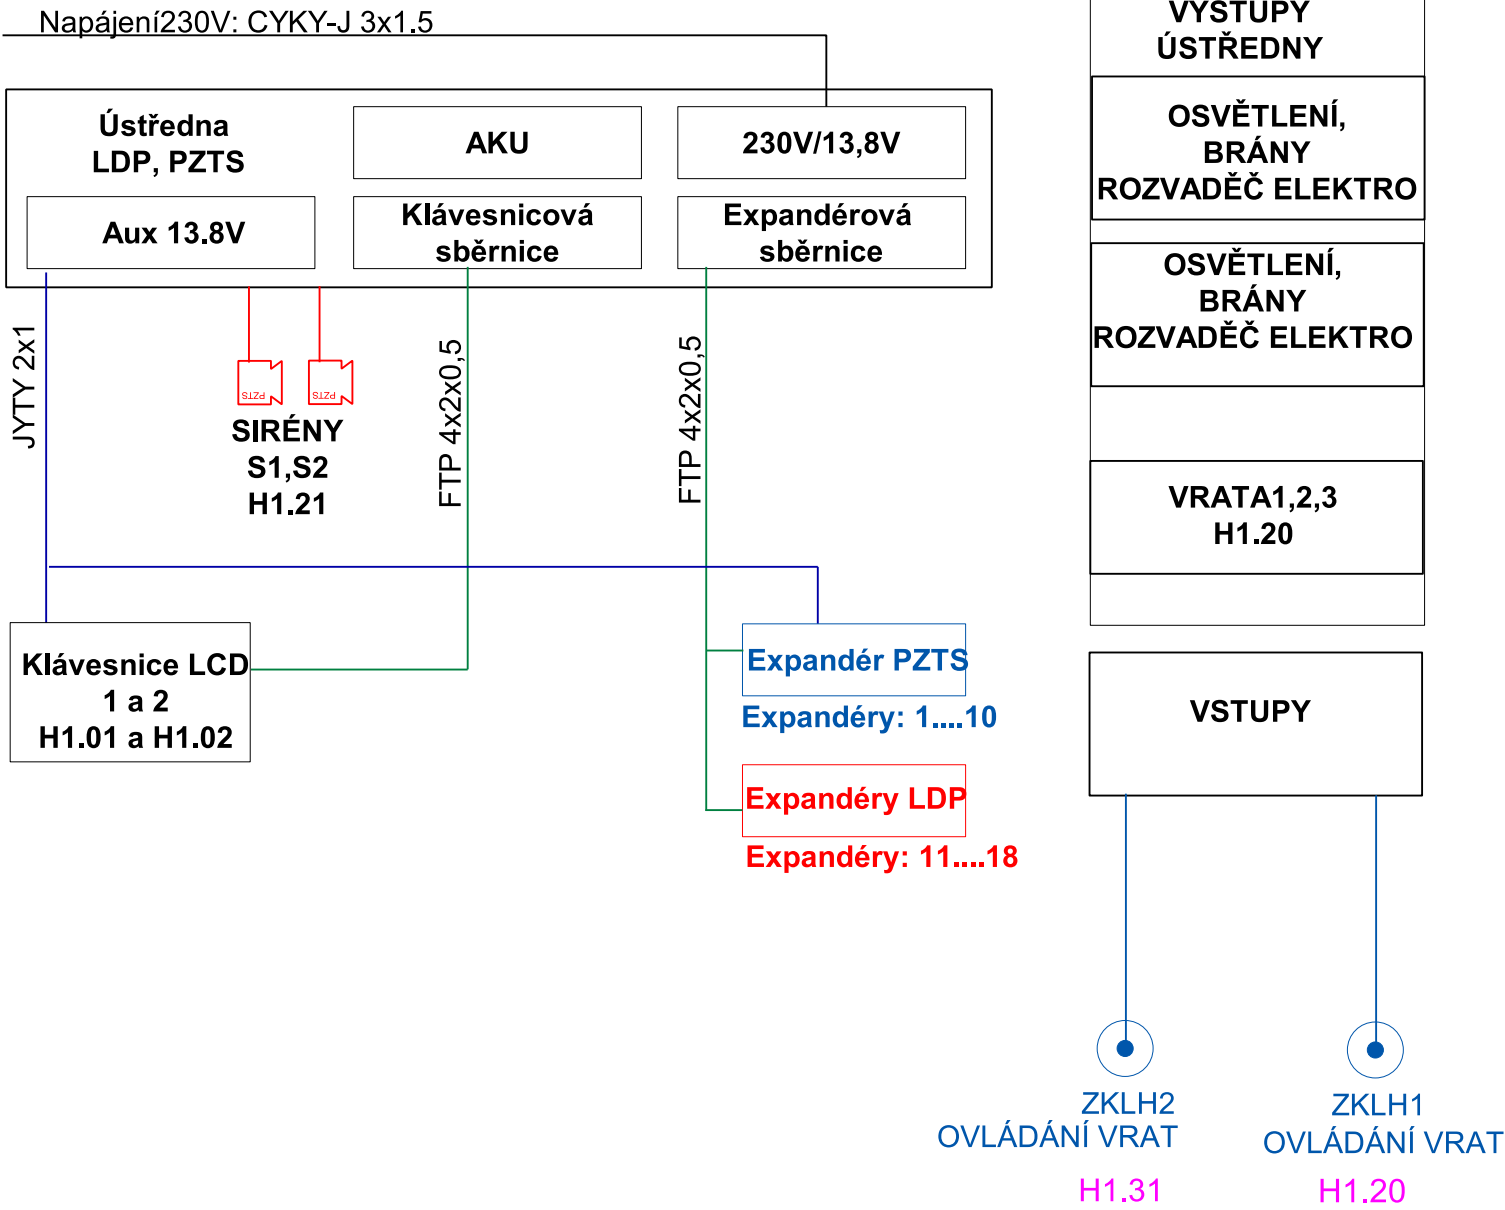 Napájení230V: CYKY-J 3x1.5
Ústředna
LDP, PZTS
AKU
230V/13,8V
Aux 13.8V
Klávesnicová
sběrnice
Expandérová
sběrnice
JYTY 2x1
PZTS
PZTS
SIRÉNY
S1,S2
H1.21
FTP 4x2x0,5
FTP 4x2x0,5
Klávesnice LCD
1 a 2
H1.01 a H1.02
Expandér PZTS
Expandéry: 1....10
Expandéry LDP
Expandéry: 11....18
VÝSTUPY
ÚSTŘEDNY
OSVĚTLENÍ,
BRÁNY
ROZVADĚČ ELEKTRO
OSVĚTLENÍ,
BRÁNY
ROZVADĚČ ELEKTRO
VRATA1,2,3
H1.20
VSTUPY
ZKLH2
OVLÁDÁNÍ VRAT
H1.31
ZKLH1
OVLÁDÁNÍ VRAT
H1.20